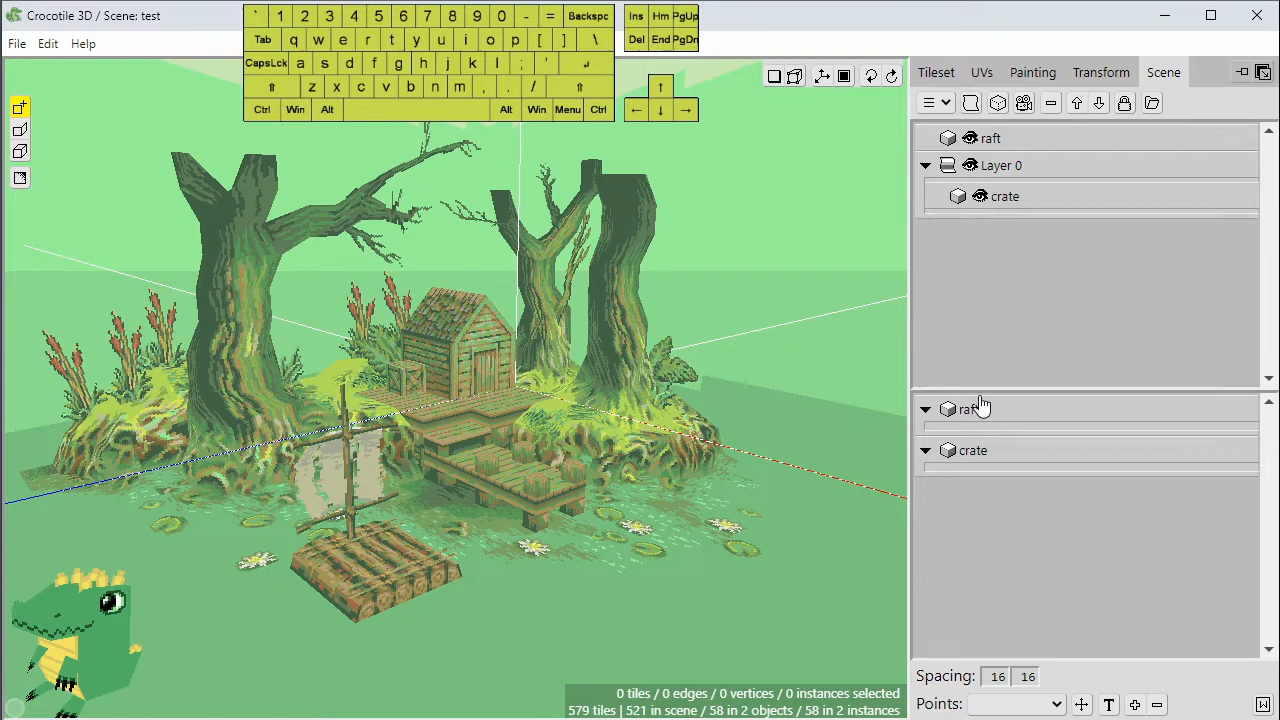 Crocotile 3D / Scene: test
File Edit Help
` 1 2 3 4 5 6 7 8 9 0 - = Backspc
Tab q w e r t y u i o p [ ] \
CapsLck a s d f g h j k l ; ' ↲
⇧ z x c v b n m , . / ⇧
Ctrl Win Alt Alt Win Menu Ctrl
Ins Hm PgUp
Del End PgDn
↑
← ↓ →
Tileset UVs Painting Transform Scene
raft
Layer 0
crate
raft
crate
Spacing: 16 16
Points: T
0 tiles / 0 edges / 0 vertices / 0 instances selected
579 tiles | 521 in scene / 58 in 2 objects / 58 in 2 instances